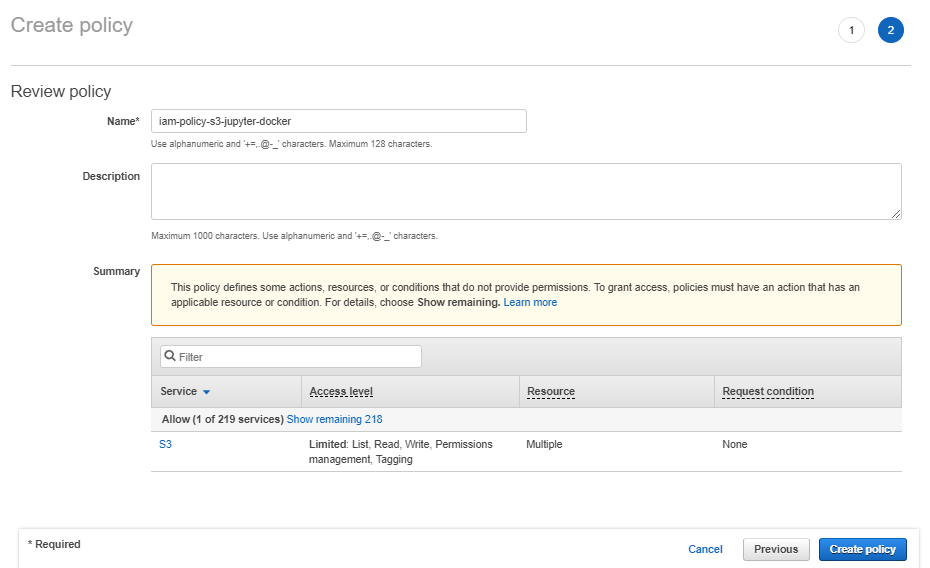 Create policy
1
2
Review policy
Name*
iam-policy-s3-jupyter-docker
Use alphanumeric and '+=,.@-_' characters. Maximum 128 characters.
Description
Maximum 1000 characters. Use alphanumeric and '+=,.@-_' characters.
Summary
This policy defines some actions, resources, or conditions that do not provide permissions. To grant access, policies must have an action that has an
applicable resource or condition. For details, choose Show remaining. Learn more
Filter
Service Access level Resource Request condition
Allow (1 of 219 services) Show remaining 218
S3 Limited: List, Read, Write, Permissions Multiple None
management, Tagging
* Required
Cancel Previous Create policy